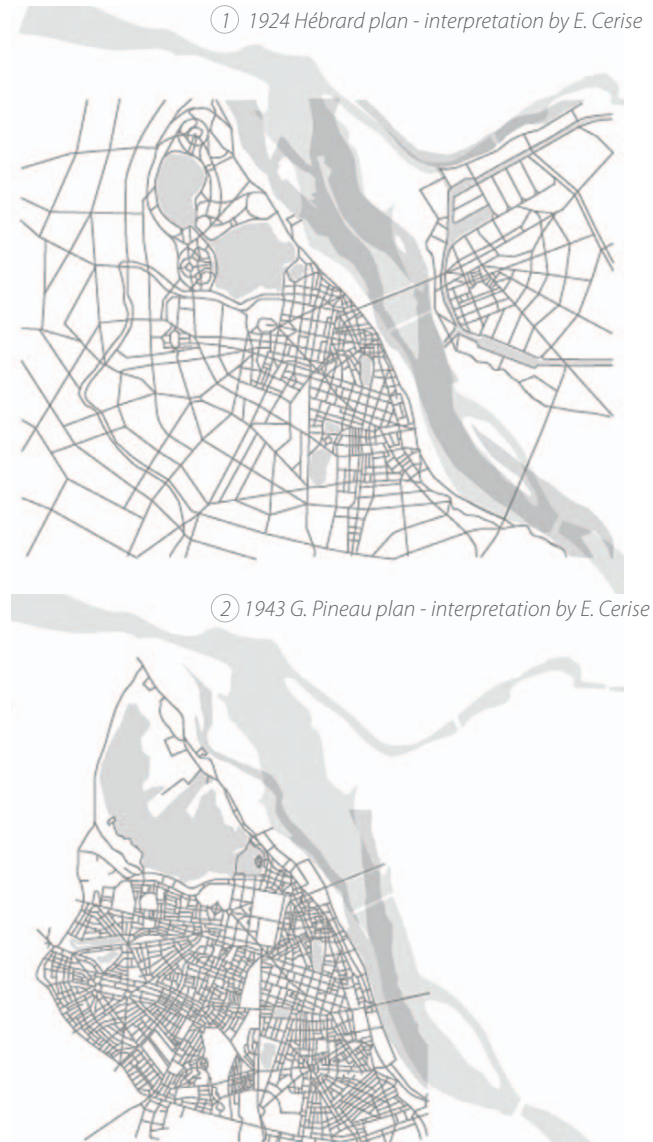 1 1924 Hébrard plan - interpretation by E. Cerise
2 1943 G. Pineau plan - interpretation by E. Cerise